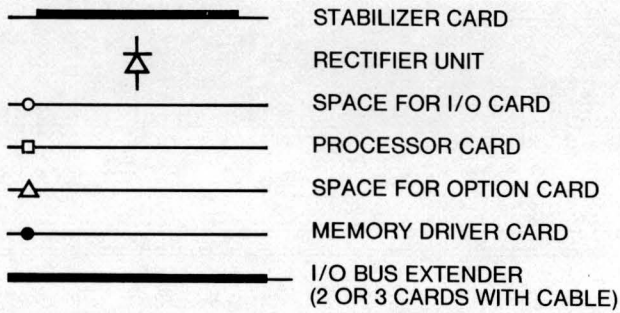 STABILIZER CARD
RECTIFIER UNIT
SPACE FOR I/O CARD
PROCESSOR CARD
SPACE FOR OPTION CARD
MEMORY DRIVER CARD
I/O BUS EXTENDER
(2 OR 3 CARDS WITH CABLE)